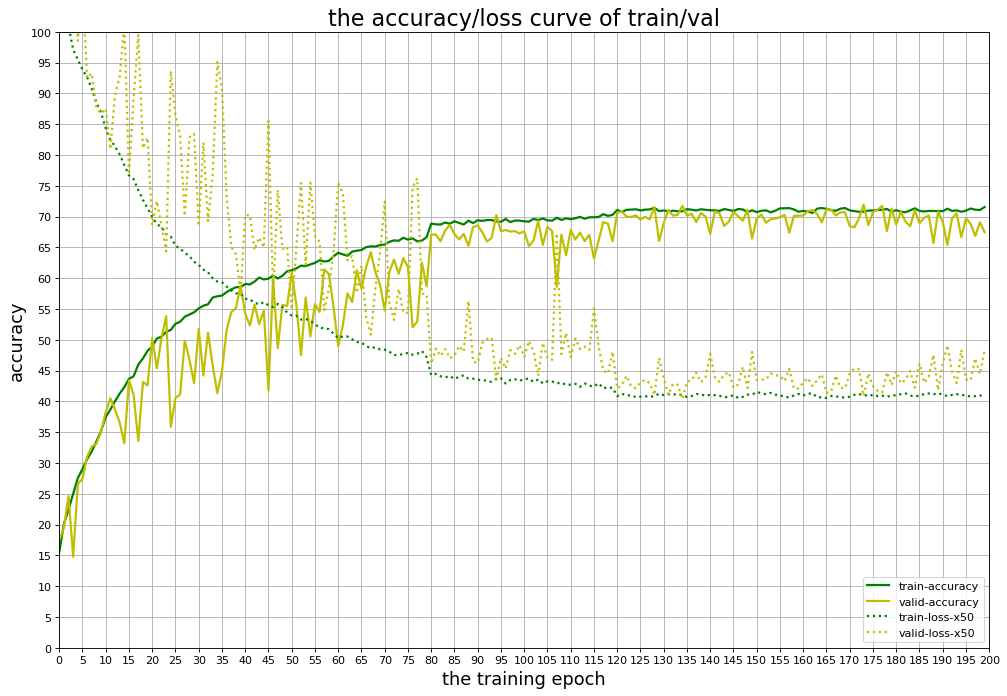 the accuracy/loss curve of train/val
100
95
90
85
80
75
70
65
60
55
50
45
40
35
30
25
20
15
10
5
0
accuracy
train-accuracy
valid-accuracy
train-loss-x50
valid-loss-x50
0 5 10 15 20 25 30 35 40 45 50 55 60 65 70 75 80 85 90 95 100 105 110 115 120 125 130 135 140 145 150 155 160 165 170 175 180 185 190 195 200
the training epoch